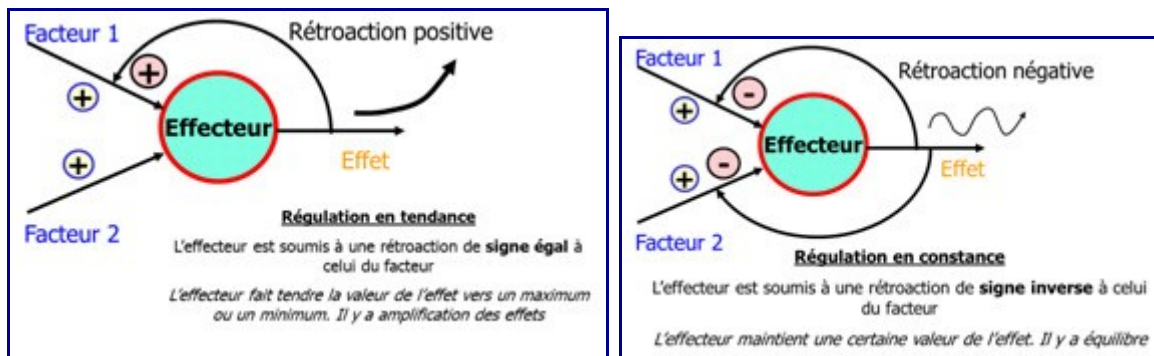 Facteur 1
Rétroaction positive
+
+
Effecteur
+
Effet
Facteur 2
Régulation en tendance
L'effecteur est soumis à une rétroaction de signe égal à
celui du facteur
L'effecteur fait tendre la valeur de l'effet vers un maximum
ou un minimum. Il y a amplification des effets
Facteur 1
Rétroaction négative
-
+
Effecteur
-
+
Effet
Facteur 2
Régulation en constance
L'effecteur est soumis à une rétroaction de signe inverse à celui
du facteur
L'effecteur maintient une certaine valeur de l'effet. Il y a équilibre